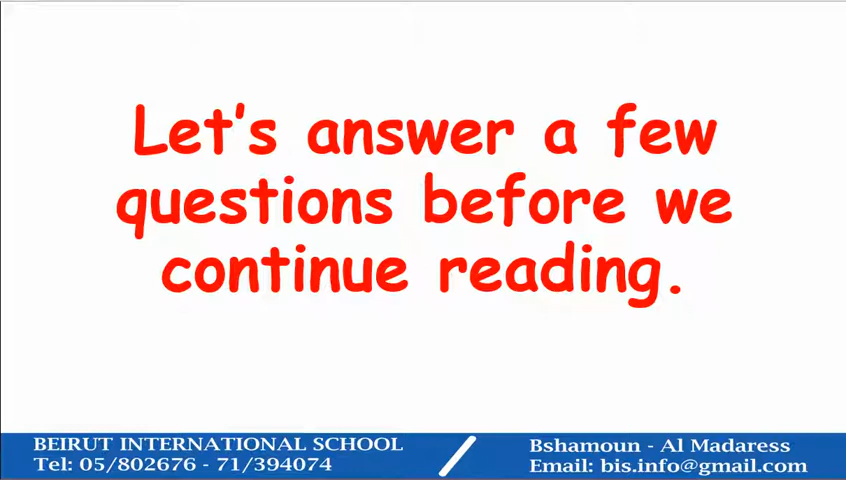 Let's answer a few
questions before we
continue reading.
BEIRUT INTERNATIONAL SCHOOL
Tel: 05/802676 - 71/394074
Bshamoun - Al Madaress
Email: bis.info@gmail.com